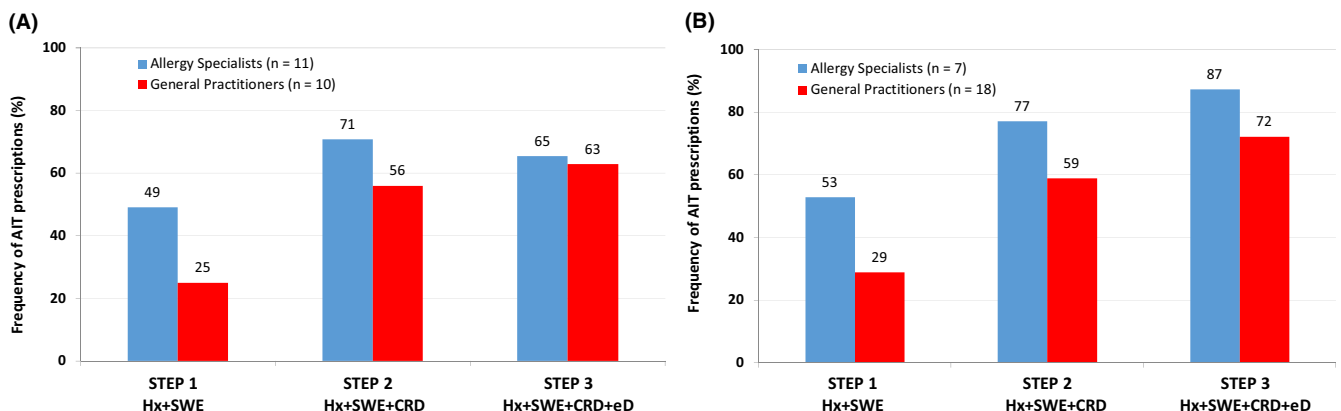 (A)
Frequency of AIT prescriptions (%)
100
80
60
40
20
0
Allergy Specialists (n = 11)
General Practitioners (n = 10)
49
25
71
56
65
63
STEP 1
Hx+SWE
STEP 2
Hx+SWE+CRD
STEP 3
Hx+SWE+CRD+eD
(B)
Frequency of AIT prescriptions (%)
100
80
60
40
20
0
Allergy Specialists (n = 7)
General Practitioners (n = 18)
53
29
77
59
87
72
STEP 1
Hx+SWE
STEP 2
Hx+SWE+CRD
STEP 3
Hx+SWE+CRD+eD